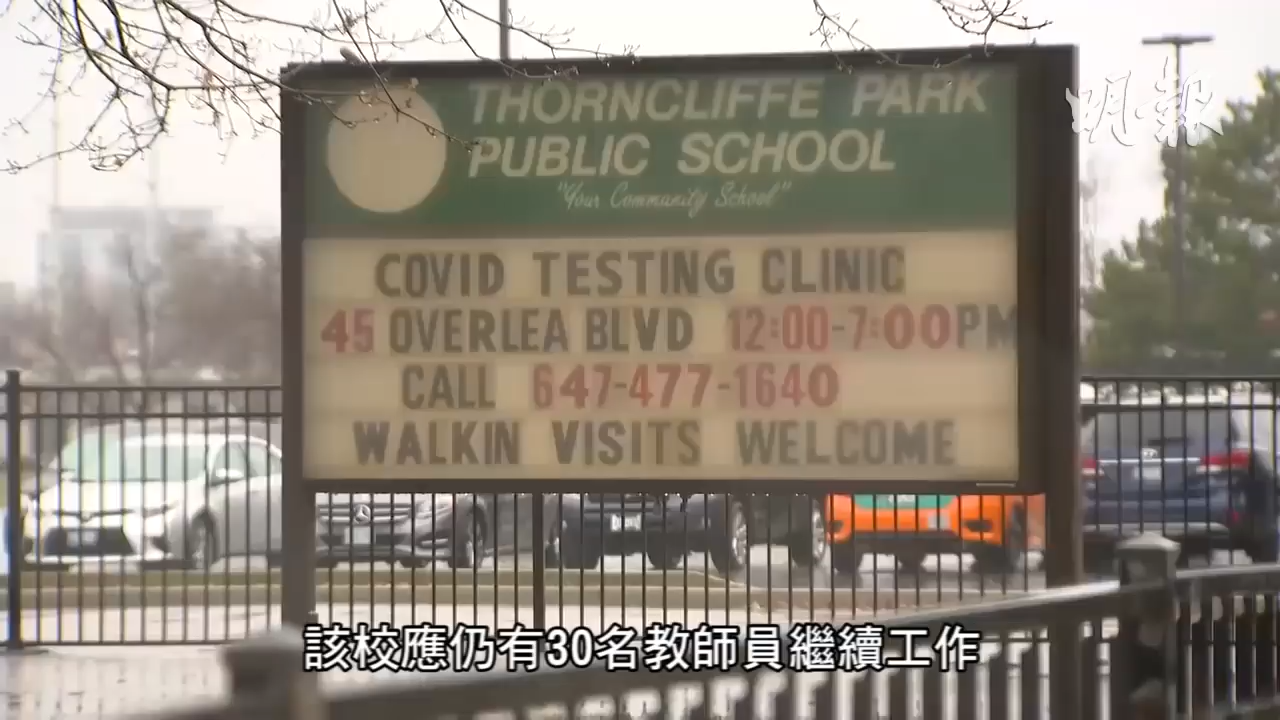 明報
THORNCLIFFE PARK
PUBLIC SCHOOL
"Your Community School"
COVID TESTING CLINIC
45 OVERLEA BLVD 12:00-7:00PM
CALL 647-477-1640
WALKIN VISITS WELCOME
該校應仍有30名教師員繼續工作